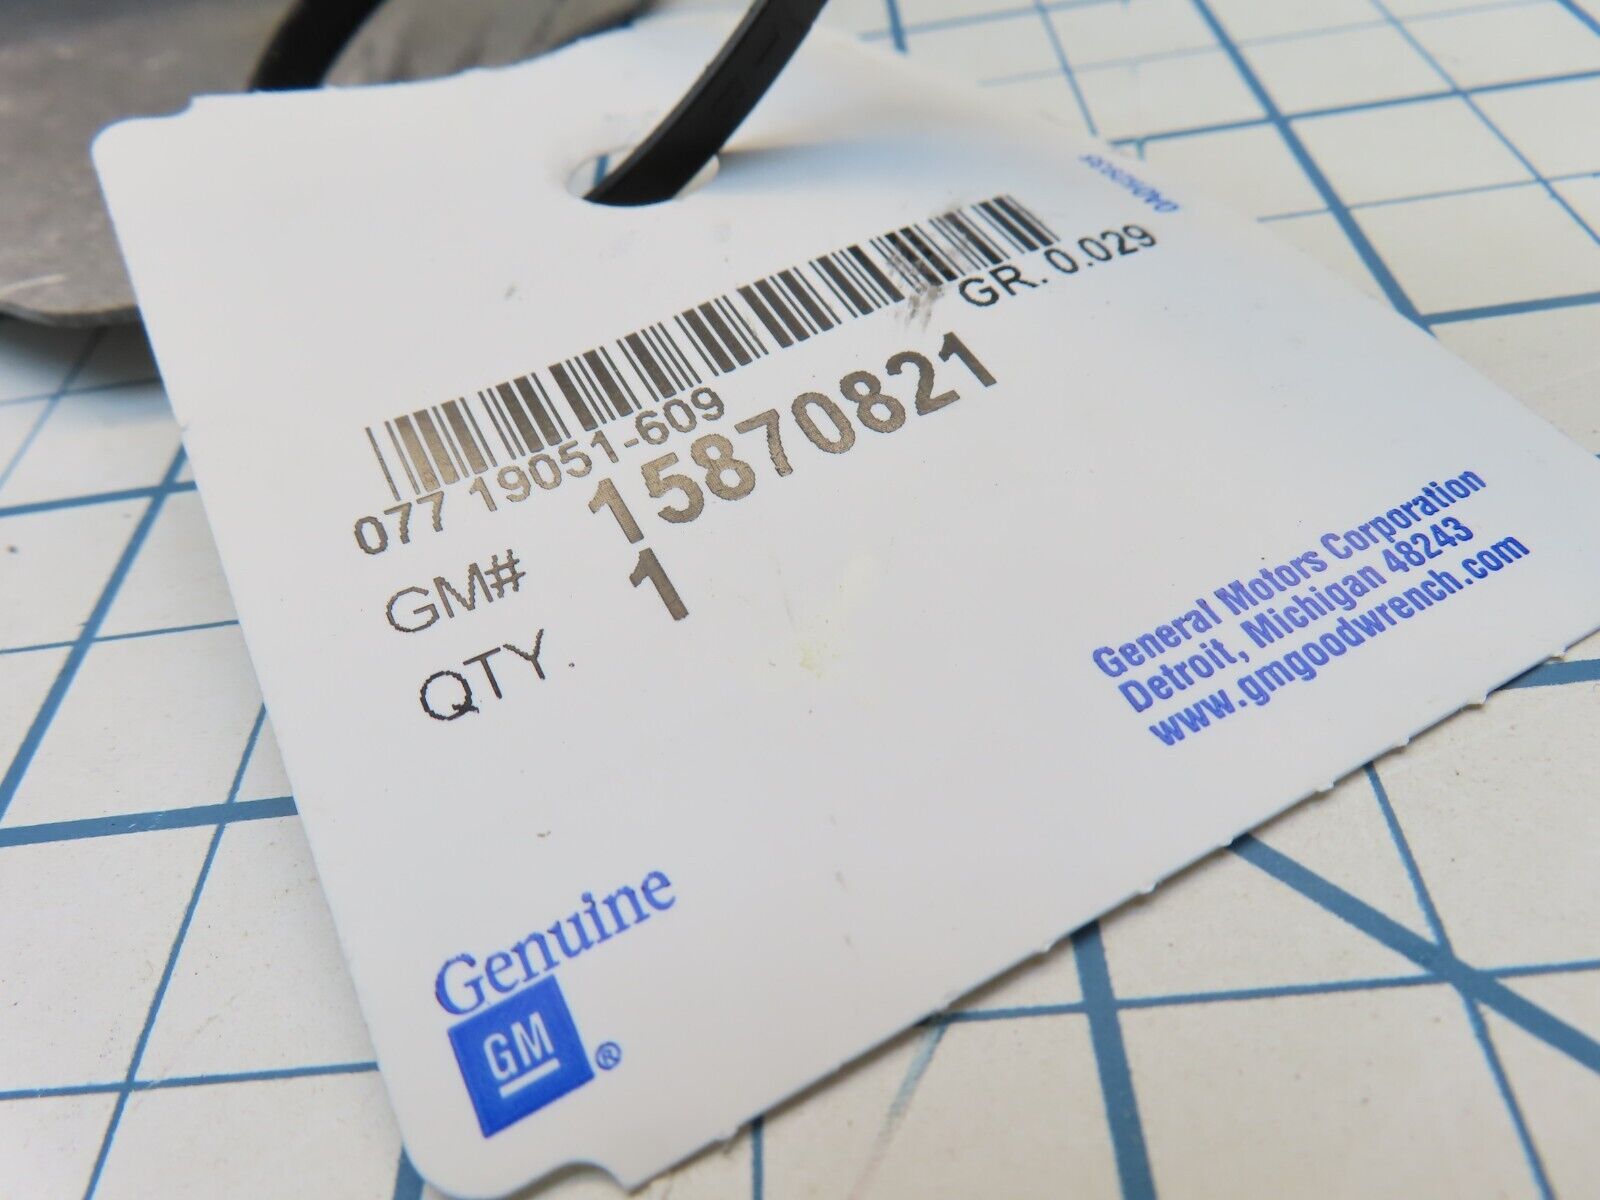 GR. 0.029
077 19051-609
GM# 15870821
QTY. 1
General Motors Corporation
Detroit, Michigan 48243
www.gmgoodwrench.com
Genuine
GM ®